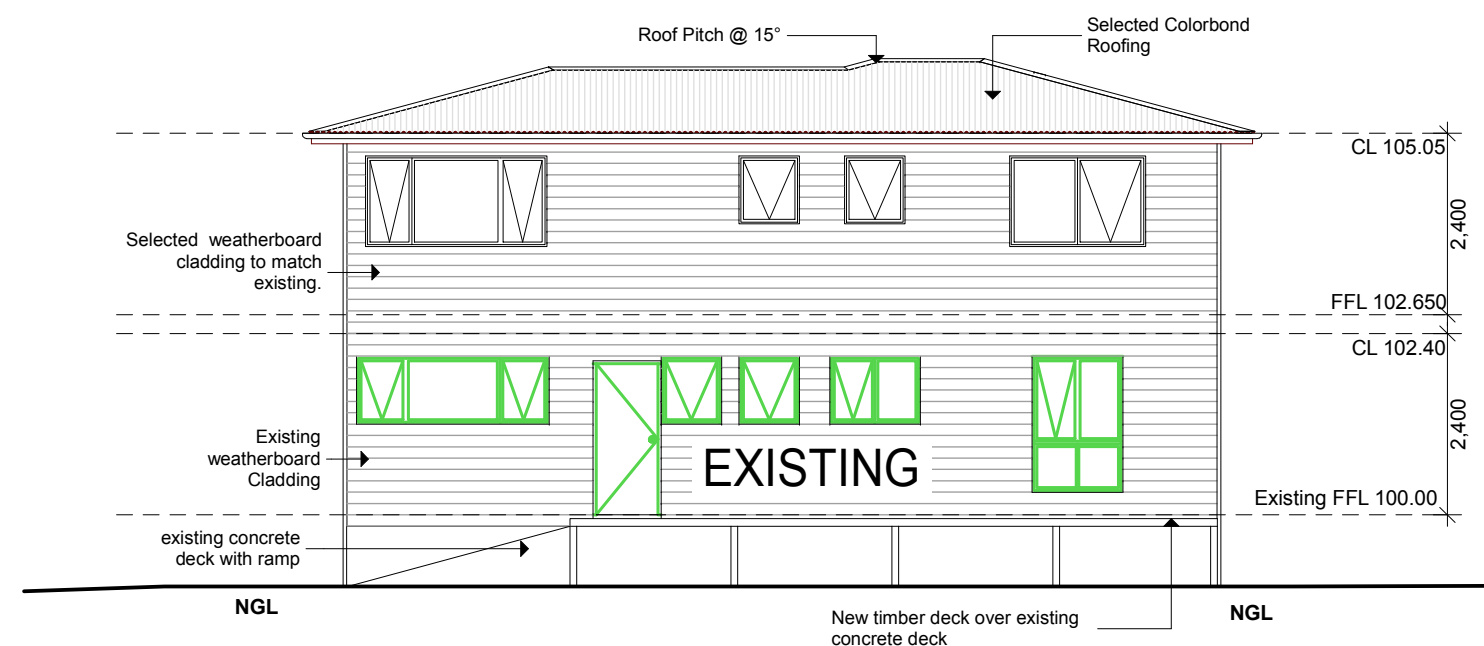 Roof Pitch @ 15°
Selected Colorbond
Roofing
CL 105.05
2,400
Selected weatherboard
cladding to match
existing.
FFL 102.650
CL 102.40
2,400
Existing
weatherboard
Cladding
EXISTING
Existing FFL 100.00
existing concrete
deck with ramp
NGL
New timber deck over existing
concrete deck
NGL